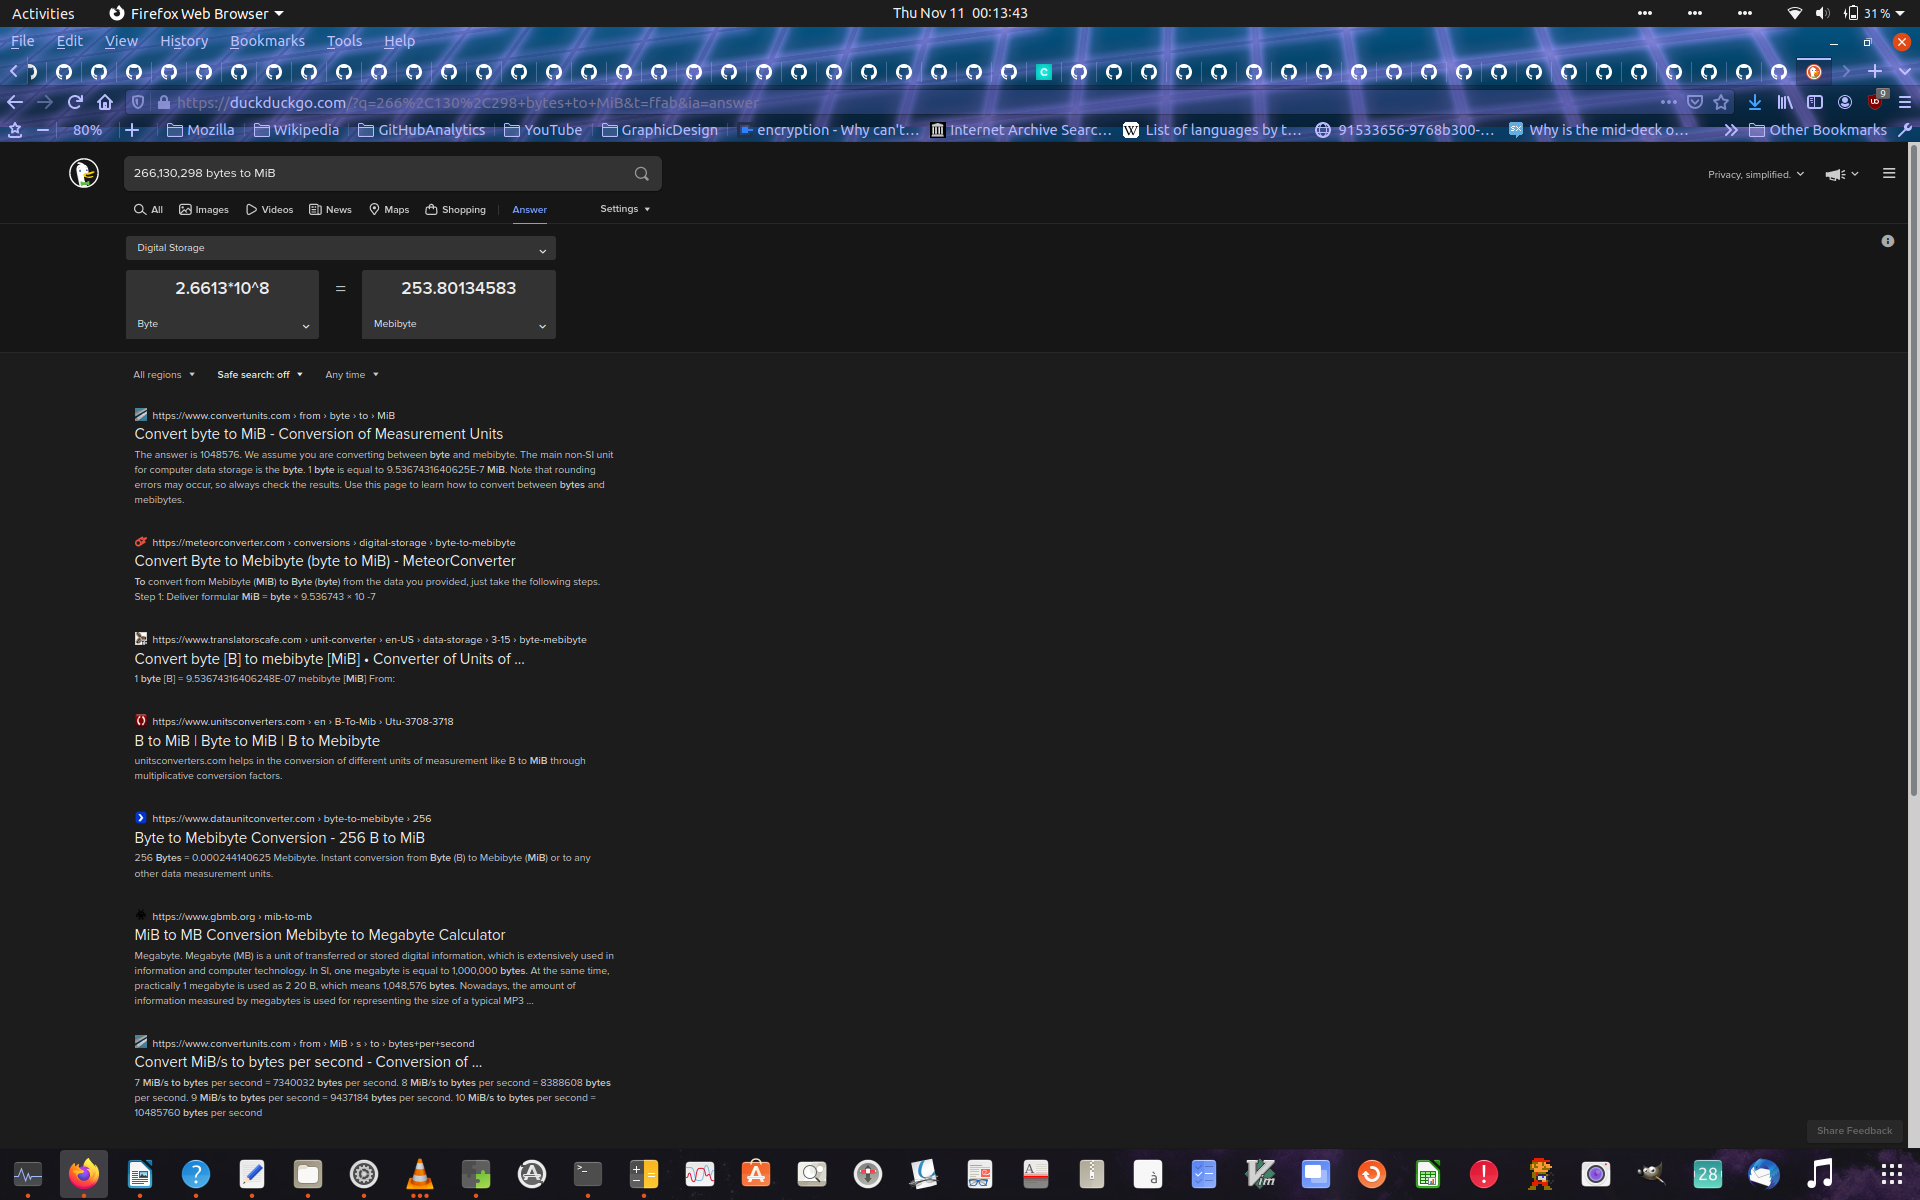 Activities
Firefox Web Browser
Thu Nov 11 00:13:43
31 %
File Edit View History Bookmarks Tools Help
C
https://duckduckgo.com/?q=266%2C130%2C298+bytes+to+MiB&t=ffab&ia=answer
9
80%
Mozilla
Wikipedia
GitHubAnalytics
YouTube
GraphicDesign
encryption - Why can't…
Internet Archive Searc…
W List of languages by t…
91533656-9768b300-…
Why is the mid-deck o…
Other Bookmarks
266,130,298 bytes to MiB
Privacy, simplified.
All Images Videos News Maps Shopping Answer Settings
Digital Storage
2.6613*10^8 = 253.80134583
Byte Mebibyte
All regions Safe search: off Any time
https://www.convertunits.com › from › byte › to › MiB
Convert byte to MiB - Conversion of Measurement Units
The answer is 1048576. We assume you are converting between byte and mebibyte. The main non-SI unit
for computer data storage is the byte. 1 byte is equal to 9.5367431640625E-7 MiB. Note that rounding
errors may occur, so always check the results. Use this page to learn how to convert between bytes and
mebibytes.
https://meteorconverter.com › conversions › digital-storage › byte-to-mebibyte
Convert Byte to Mebibyte (byte to MiB) - MeteorConverter
To convert from Mebibyte (MiB) to Byte (byte) from the data you provided, just take the following steps.
Step 1: Deliver formular MiB = byte × 9.536743 × 10 -7
https://www.translatorscafe.com › unit-converter › en-US › data-storage › 3-15 › byte-mebibyte
Convert byte [B] to mebibyte [MiB] • Converter of Units of ...
1 byte [B] = 9.53674316406248E-07 mebibyte [MiB] From:
https://www.unitsconverters.com › en › B-To-Mib › Utu-3708-3718
B to MiB | Byte to MiB | B to Mebibyte
unitsconverters.com helps in the conversion of different units of measurement like B to MiB through
multiplicative conversion factors.
https://www.dataunitconverter.com › byte-to-mebibyte › 256
Byte to Mebibyte Conversion - 256 B to MiB
256 Bytes = 0.000244140625 Mebibyte. Instant conversion from Byte (B) to Mebibyte (MiB) or to any
other data measurement units.
https://www.gbmb.org › mib-to-mb
MiB to MB Conversion Mebibyte to Megabyte Calculator
Megabyte. Megabyte (MB) is a unit of transferred or stored digital information, which is extensively used in
information and computer technology. In SI, one megabyte is equal to 1,000,000 bytes. At the same time,
practically 1 megabyte is used as 2 20 B, which means 1,048,576 bytes. Nowadays, the amount of
information measured by megabytes is used for representing the size of a typical MP3 ...
https://www.convertunits.com › from › MiB › s › to › bytes+per+second
Convert MiB/s to bytes per second - Conversion of ...
7 MiB/s to bytes per second = 7340032 bytes per second. 8 MiB/s to bytes per second = 8388608 bytes
per second. 9 MiB/s to bytes per second = 9437184 bytes per second. 10 MiB/s to bytes per second =
10485760 bytes per second
Share Feedback
28